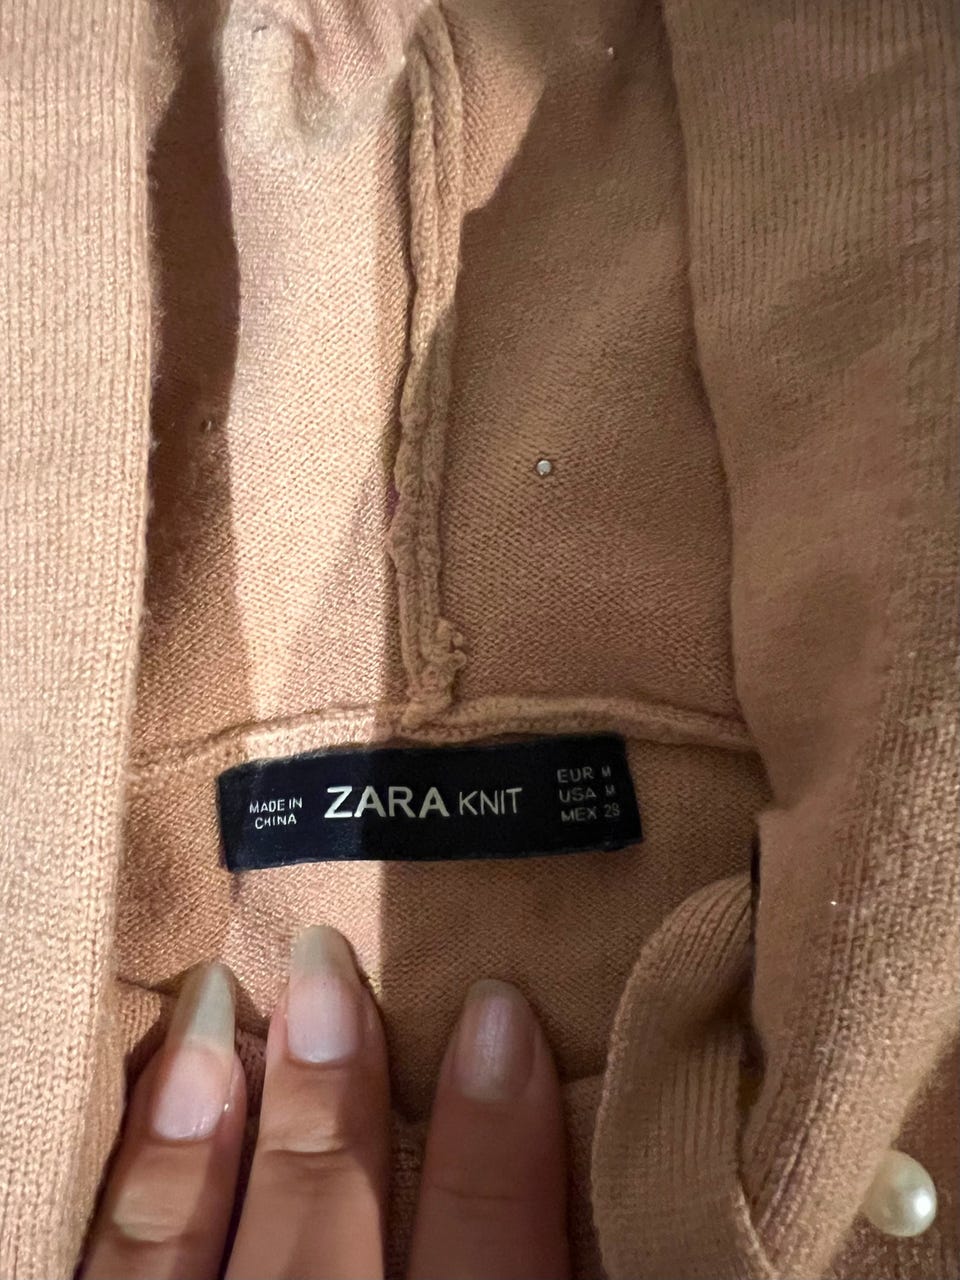 MADE IN
CHINA
ZARA KNIT
EUR M
USA M
MEX 28